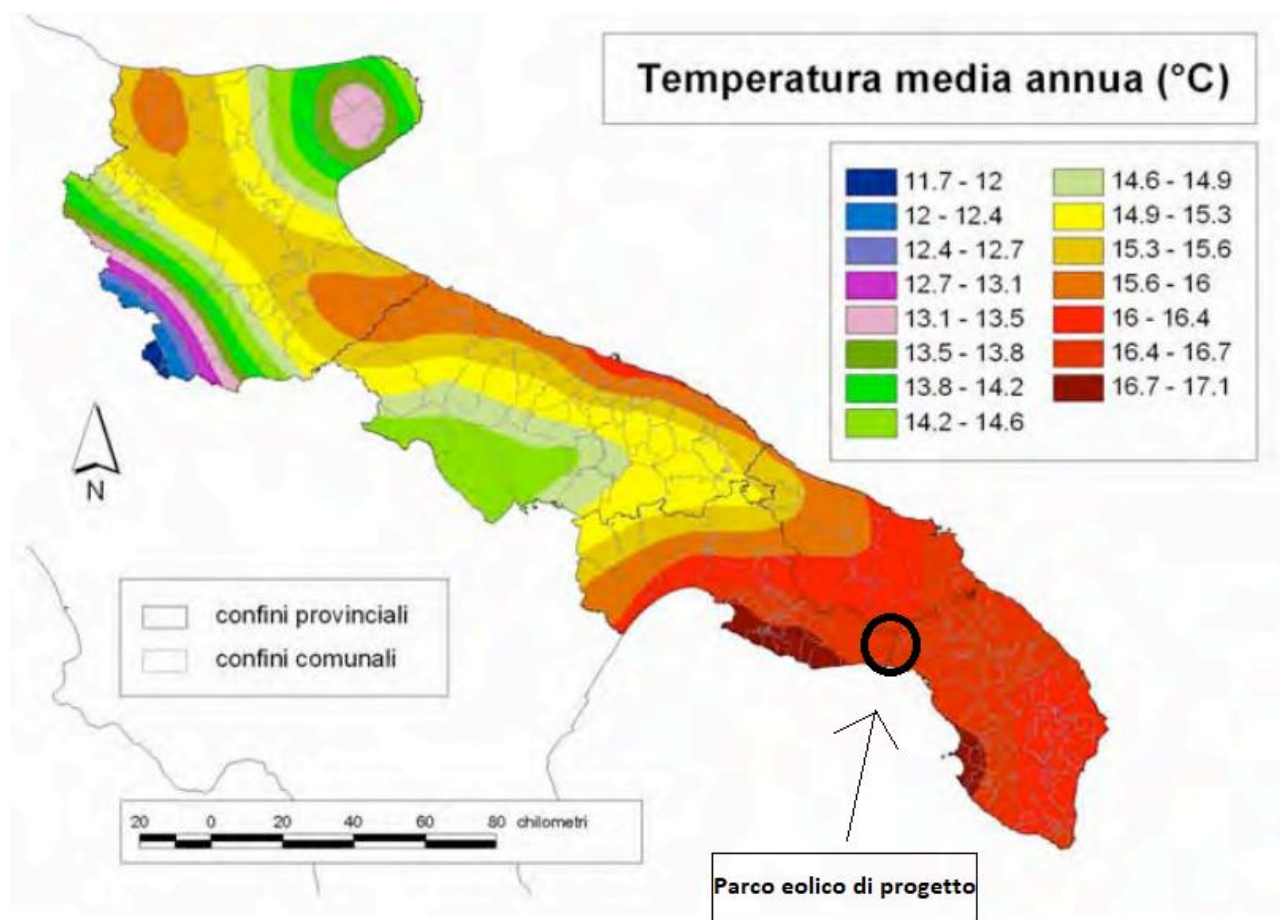 Temperatura media annua (°C)
11.7 - 12
12 - 12.4
12.4 - 12.7
12.7 - 13.1
13.1 - 13.5
13.5 - 13.8
13.8 - 14.2
14.2 - 14.6
14.6 - 14.9
14.9 - 15.3
15.3 - 15.6
15.6 - 16
16 - 16.4
16.4 - 16.7
16.7 - 17.1
N
confini provinciali
confini comunali
20 0 20 40 60 80 chilometri
Parco eolico di progetto